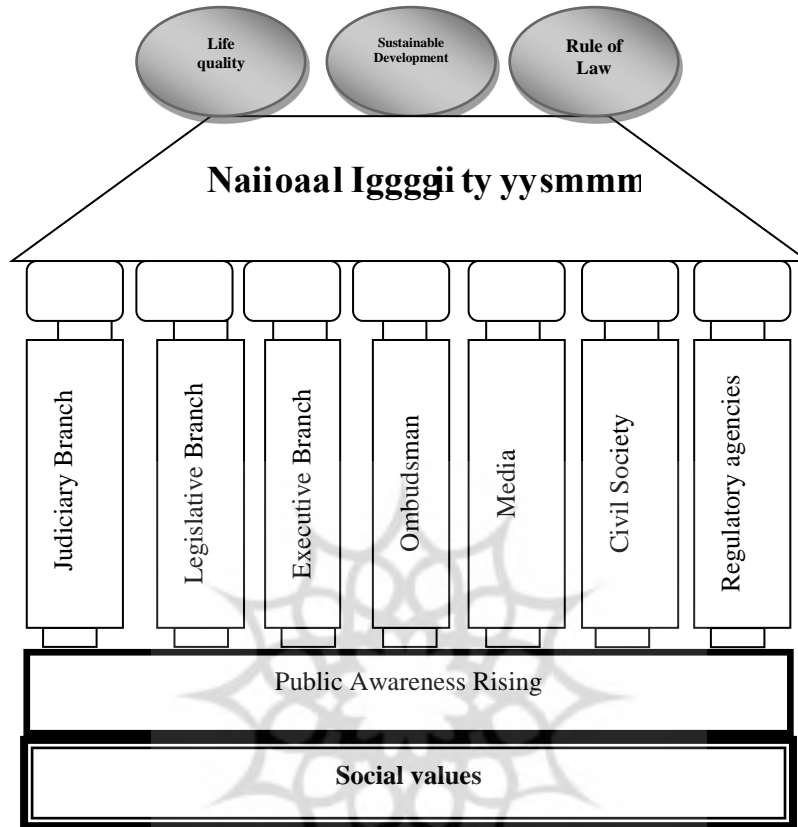 Life
quality
Sustainable
Development
Rule of
Law
Naiioaal Iggggii ty yysmmm
Judiciary Branch
Legislative Branch
Executive Branch
Ombudsman
Media
Civil Society
Regulatory agencies
Public Awareness Rising
Social values